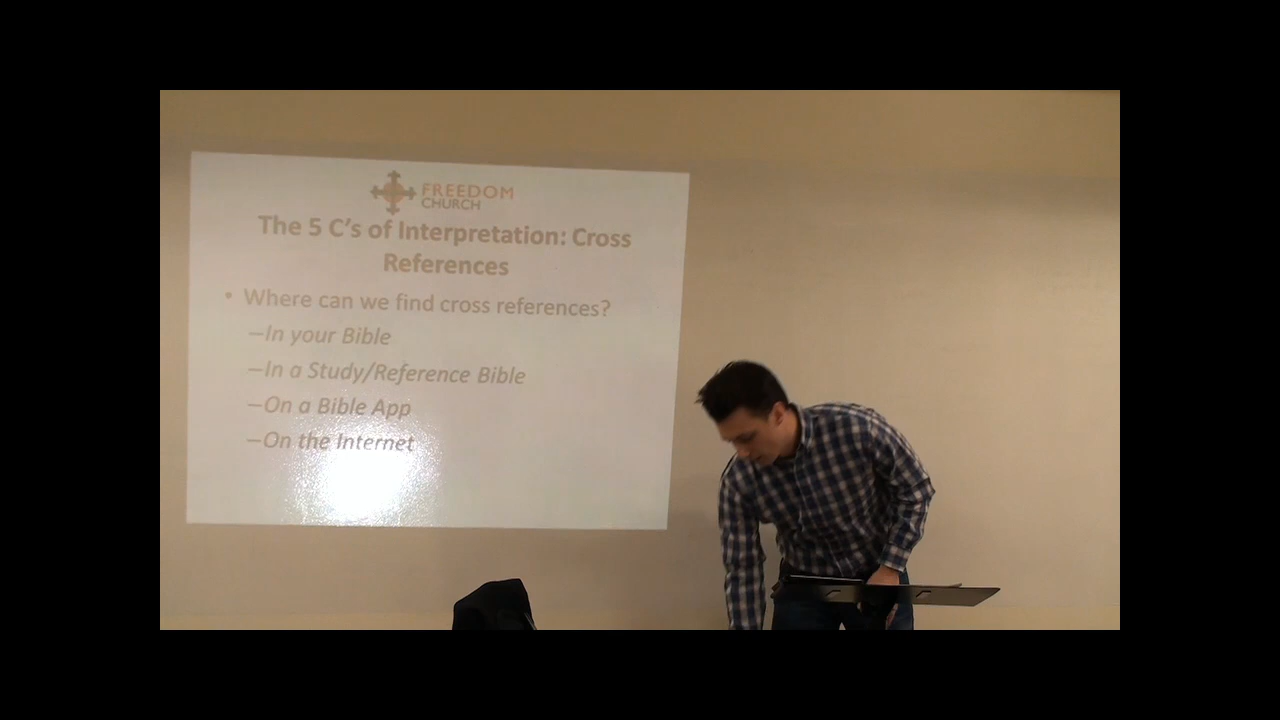 FREEDOM
CHURCH
The 5 C's of Interpretation: Cross
References
• Where can we find cross references?
–In your Bible
–In a Study/Reference Bible
–On a Bible App
–On the Internet